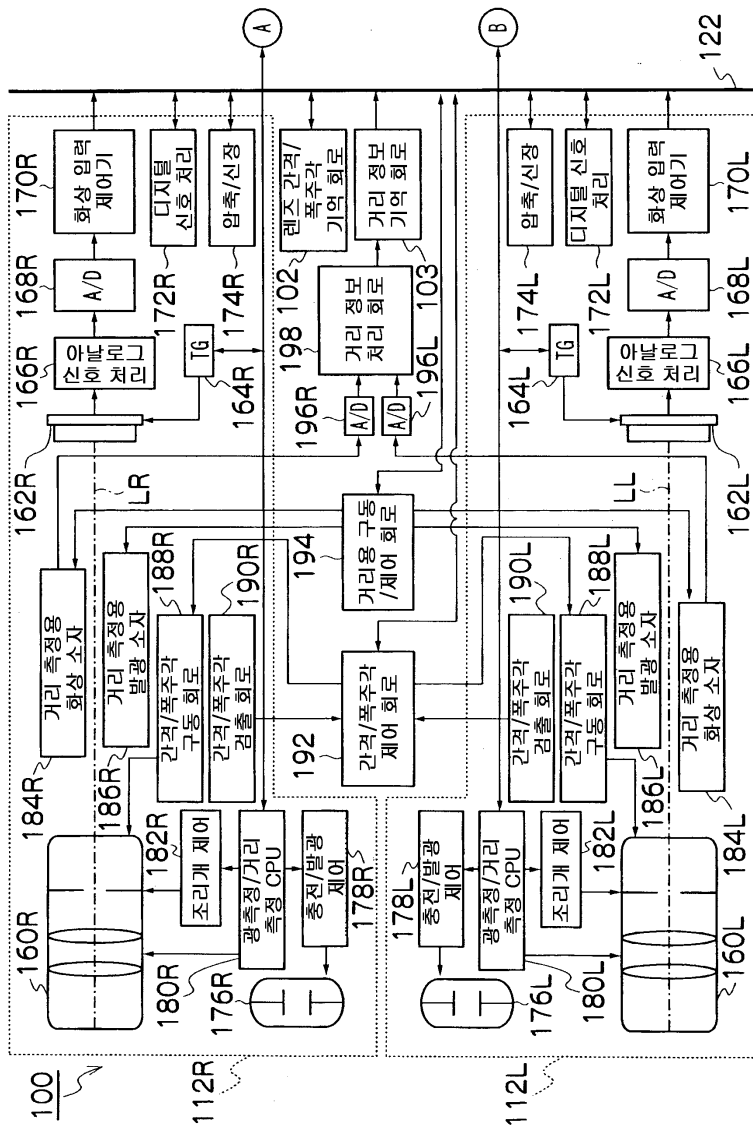 100
112R
160R
184R
거리 측정용
화상 소자
LR
162R
166R
아날로그
신호 처리
168R
A/D
170R
화상 입력
제어기
186R
거리 측정용
발광 소자
188R
간격/폭주각
구동 회로
190R
간격/폭주각
검출 회로
182R
조리개 제어
180R
광측정/거리
측정 CPU
176R
178R
충전/발광
제어
164R
TG
172R
디지털
신호 처리
174R
압축/신장
A
192
간격/폭주각
제어 회로
194
거리용 구동
/제어 회로
196R
A/D
A/D
196L
198
거리 정보
처리 회로
102
렌즈 간격/
폭주각
기억 회로
103
거리 정보
기억 회로
112L
176L
178L
충전/발광
제어
180L
광측정/거리
측정 CPU
182L
조리개 제어
190L
간격/폭주각
검출 회로
188L
간격/폭주각
구동 회로
186L
거리 측정용
발광 소자
184L
거리 측정용
화상 소자
160L
LL
162L
164L
TG
166L
아날로그
신호 처리
168L
A/D
170L
화상 입력
제어기
172L
디지털 신호
처리
174L
압축/신장
B
122